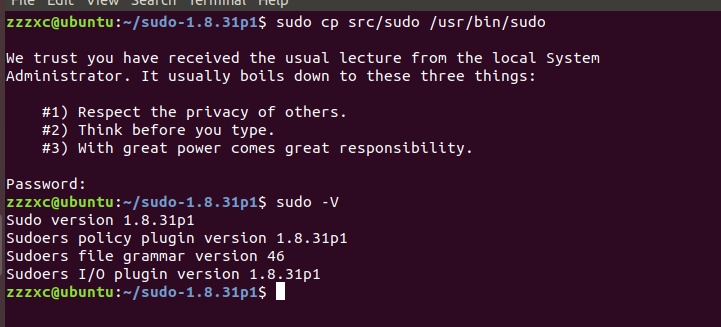 File Edit View Search Terminal Help
zzzxc@ubuntu:~/sudo-1.8.31p1$ sudo cp src/sudo /usr/bin/sudo
We trust you have received the usual lecture from the local System
Administrator. It usually boils down to these three things:
#1) Respect the privacy of others.
#2) Think before you type.
#3) With great power comes great responsibility.
Password:
zzzxc@ubuntu:~/sudo-1.8.31p1$ sudo -V
Sudo version 1.8.31p1
Sudoers policy plugin version 1.8.31p1
Sudoers file grammar version 46
Sudoers I/O plugin version 1.8.31p1
zzzxc@ubuntu:~/sudo-1.8.31p1$